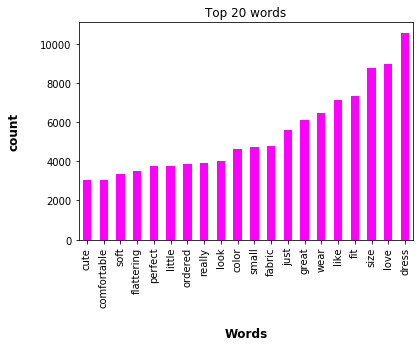 Top 20 words
10000
8000
6000
4000
2000
0
count
cute
comfortable
soft
flattering
perfect
little
ordered
really
look
color
small
fabric
just
great
wear
like
fit
size
love
dress
Words